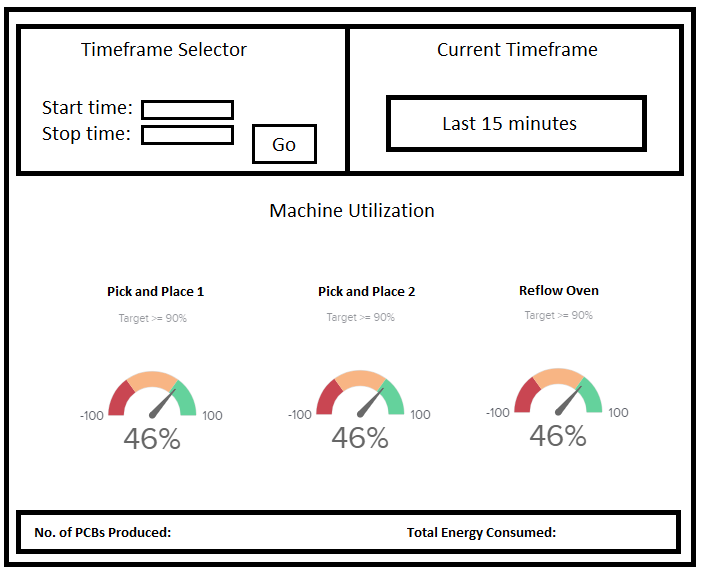 Timeframe Selector
Current Timeframe
Start time:
Stop time:
Go
Last 15 minutes
Machine Utilization
Pick and Place 1
Pick and Place 2
Reflow Oven
Target >= 90%
Target >= 90%
Target >= 90%
-100
100
-100
100
-100
100
46%
46%
46%
No. of PCBs Produced:
Total Energy Consumed: